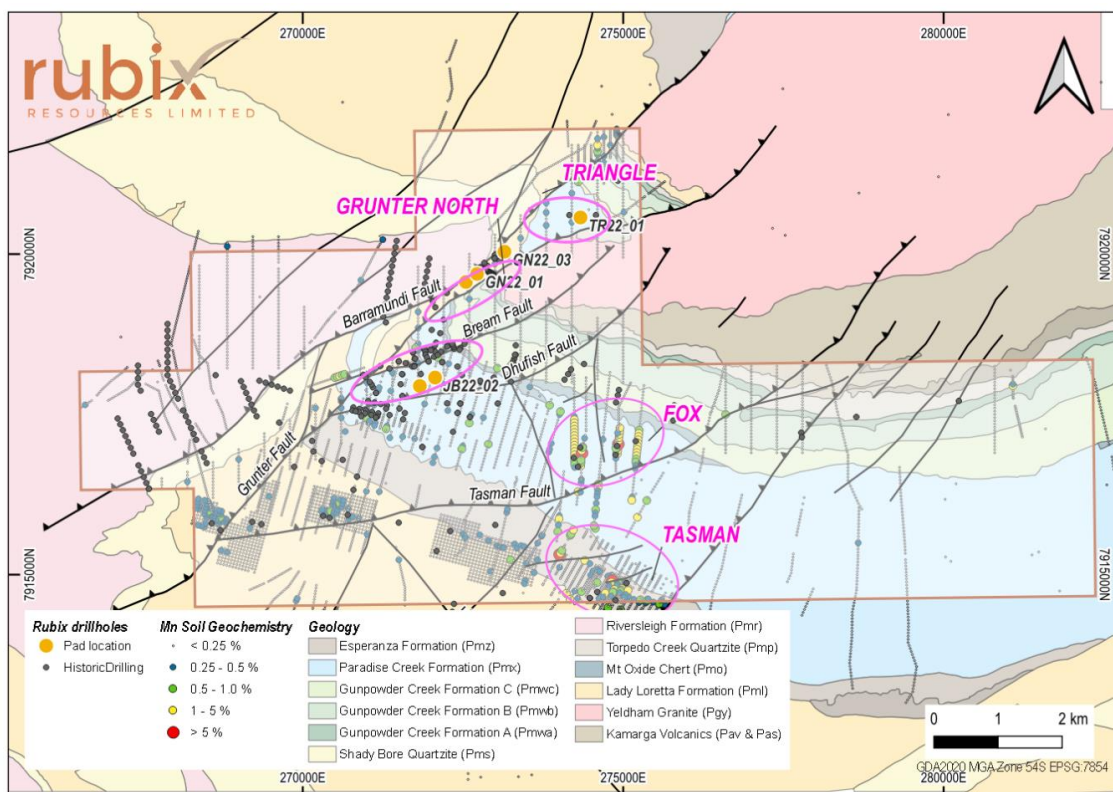 270000E
275000E
280000E
rubix
RESOURCES LIMITED
TRIANGLE
GRUNTER NORTH
TR22_01
7920000N
7920000N
GN22_03
GN22_01
Barramundi Fault
Bream Fault
Dhufish Fault
JB22_02
FOX
Grunter Fault
Tasman Fault
TASMAN
7915000N
7915000N
Rubix drillholes
Pad location
HistoricDrilling
Mn Soil Geochemistry
< 0.25 %
0.25 - 0.5 %
0.5 - 1.0 %
1 - 5 %
> 5 %
Geology
Esperanza Formation (Pmz)
Paradise Creek Formation (Pmx)
Gunpowder Creek Formation C (Pmwc)
Gunpowder Creek Formation B (Pmwb)
Gunpowder Creek Formation A (Pmwa)
Shady Bore Quartzite (Pms)
Riversleigh Formation (Pmr)
Torpedo Creek Quartzite (Pmp)
Mt Oxide Chert (Pmo)
Lady Loretta Formation (Pml)
Yeldham Granite (Pgy)
Kamarga Volcanics (Pav & Pas)
0 1 2 km
GDA2020 MGA Zone 54S EPSG:7854
270000E
275000E
280000E